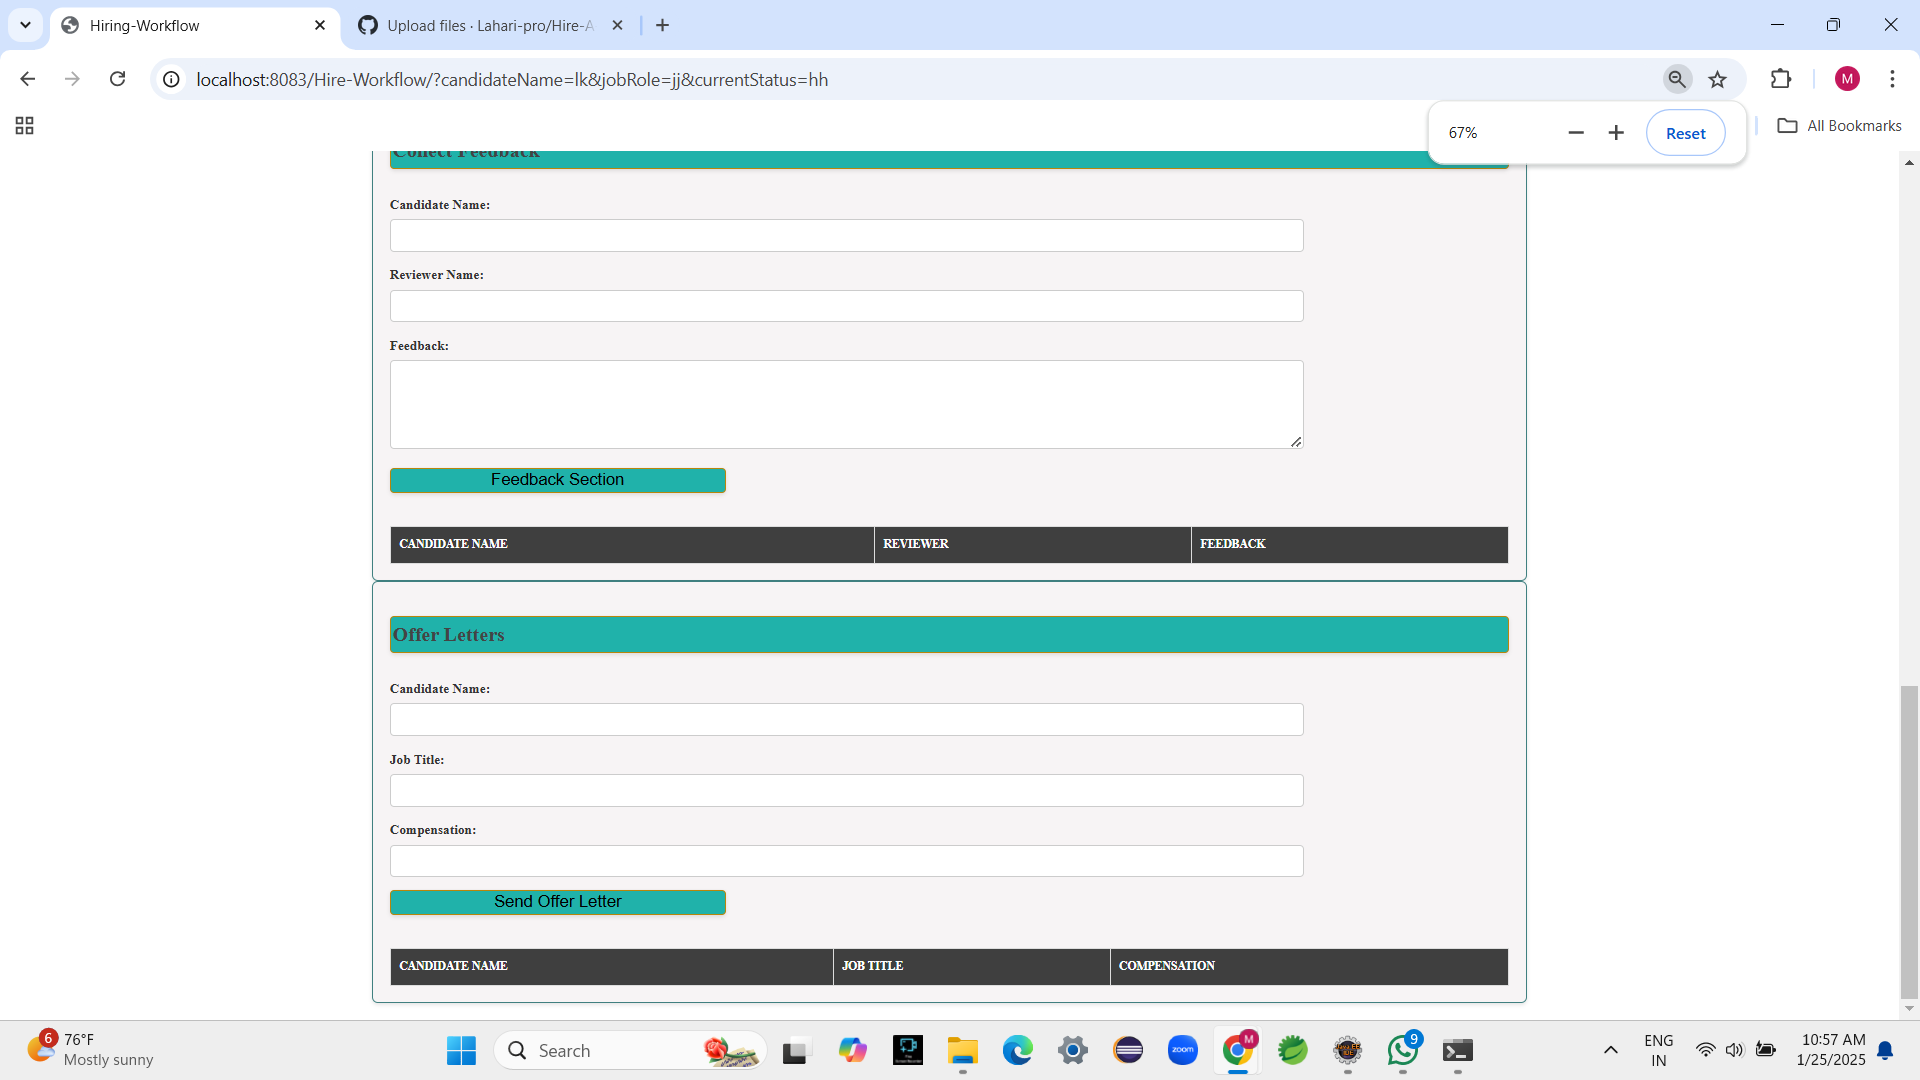 Hiring-Workflow
Upload files · Lahari-pro/Hire-A
localhost:8083/Hire-Workflow/?candidateName=lk&jobRole=jj&currentStatus=hh
M
67%
Reset
All Bookmarks
Collect Feedback
Candidate Name:
Reviewer Name:
Feedback:
Feedback Section
CANDIDATE NAME REVIEWER FEEDBACK
Offer Letters
Candidate Name:
Job Title:
Compensation:
Send Offer Letter
CANDIDATE NAME JOB TITLE COMPENSATION
6
76°F
Mostly sunny
Search
zoom
M
9
ENG
IN
10:57 AM
1/25/2025